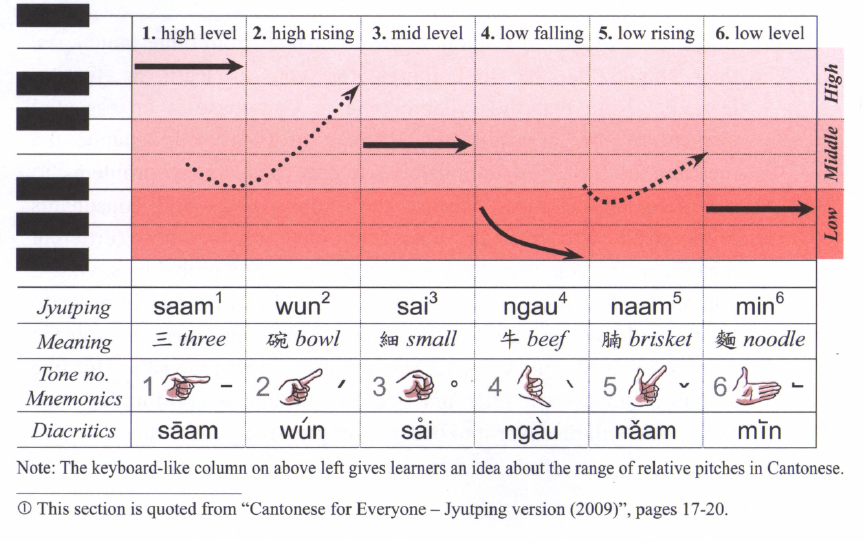 1. high level 2. high rising 3. mid level 4. low falling 5. low rising 6. low level
High
Middle
Low
Jyutping saam¹ wun² sai³ ngau⁴ naam⁵ min⁶
Meaning 三 three 碗 bowl 細 small 牛 beef 腩 brisket 麵 noodle
Tone no.
Mnemonics 1 ˉ 2 ˊ 3 ° 4 ˋ 5 ˇ 6 ⌙
Diacritics sāam wún såi ngàu nǎam mīn
Note: The keyboard-like column on above left gives learners an idea about the range of relative pitches in Cantonese.
① This section is quoted from “Cantonese for Everyone – Jyutping version (2009)”, pages 17-20.